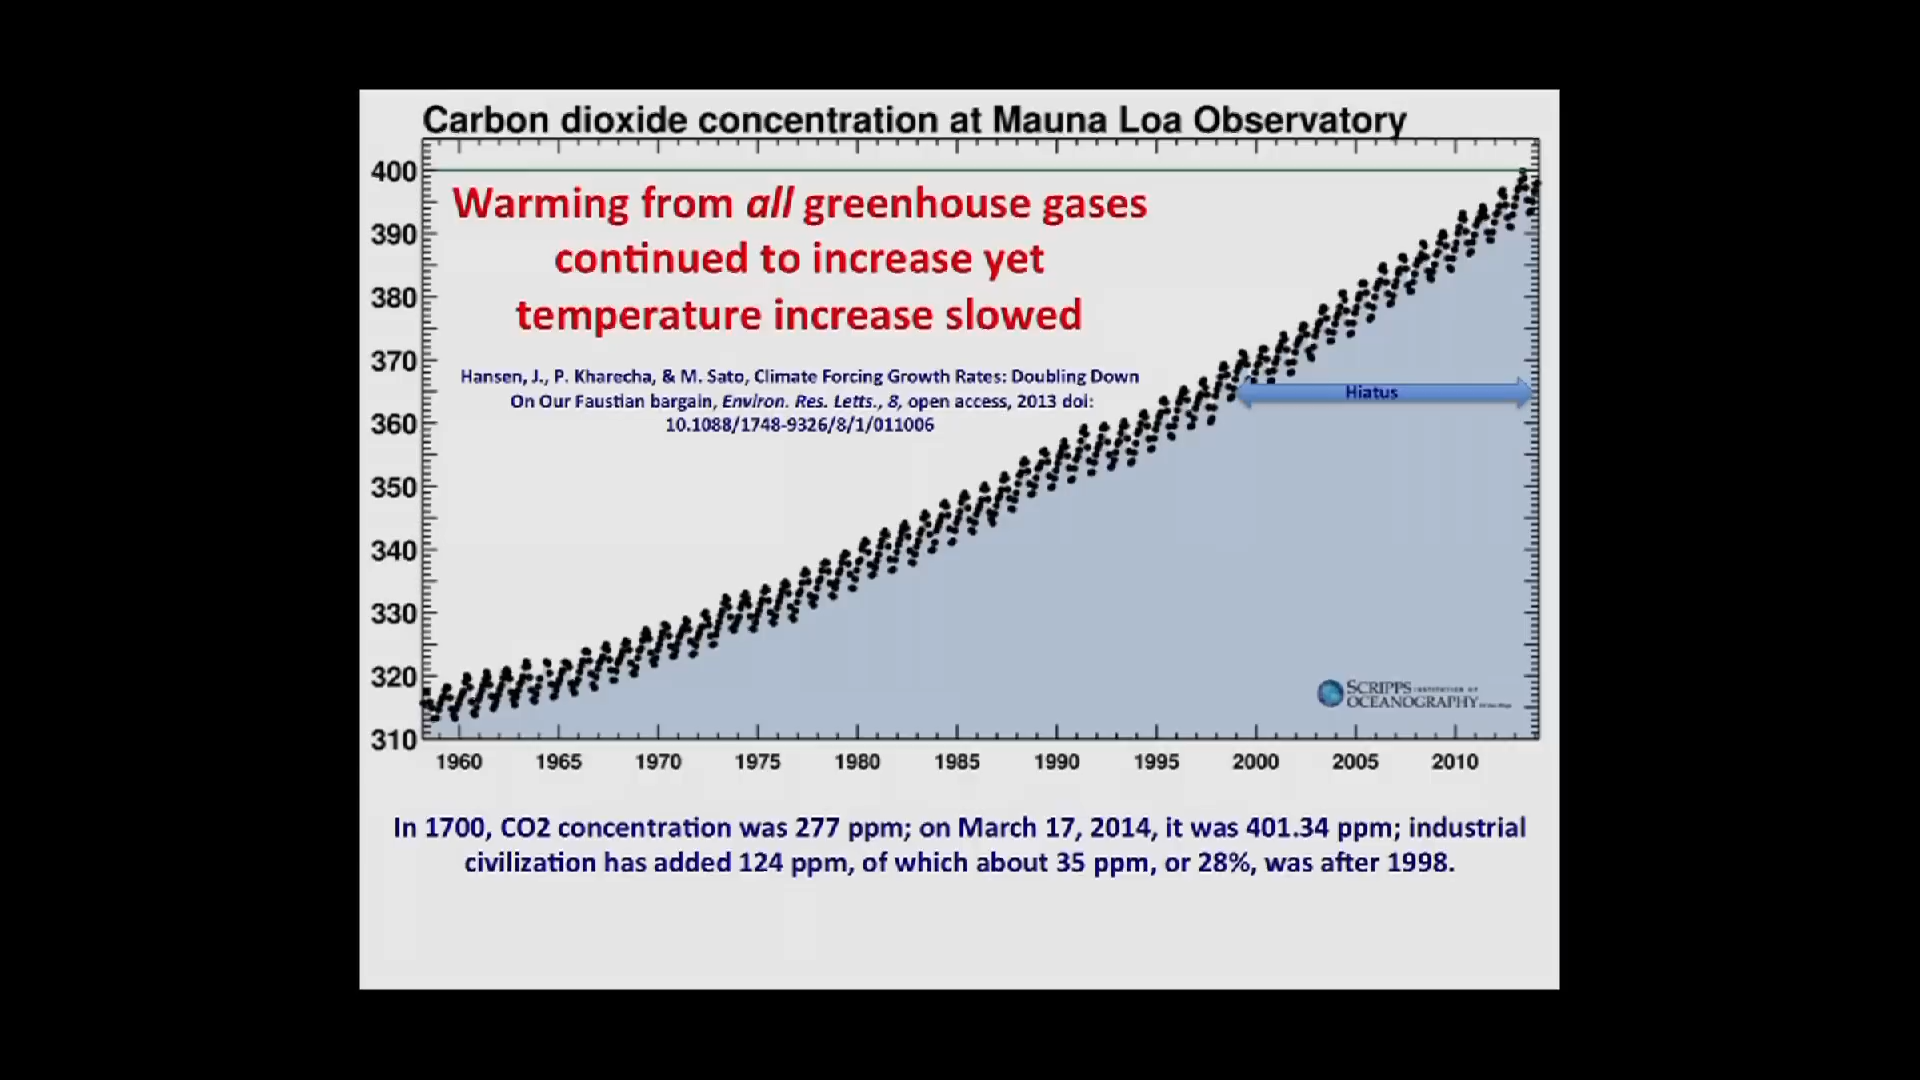 Carbon dioxide concentration at Mauna Loa Observatory
400
390
380
370
360
350
340
330
320
310
Warming from all greenhouse gases
continued to increase yet
temperature increase slowed
Hansen, J., P. Kharecha, & M. Sato, Climate Forcing Growth Rates: Doubling Down
On Our Faustian bargain, Environ. Res. Letts., 8, open access, 2013 doi:
10.1088/1748-9326/8/1/011006
Hiatus
SCRIPPS INSTITUTION OF
OCEANOGRAPHY
1960 1965 1970 1975 1980 1985 1990 1995 2000 2005 2010
In 1700, CO2 concentration was 277 ppm; on March 17, 2014, it was 401.34 ppm; industrial
civilization has added 124 ppm, of which about 35 ppm, or 28%, was after 1998.